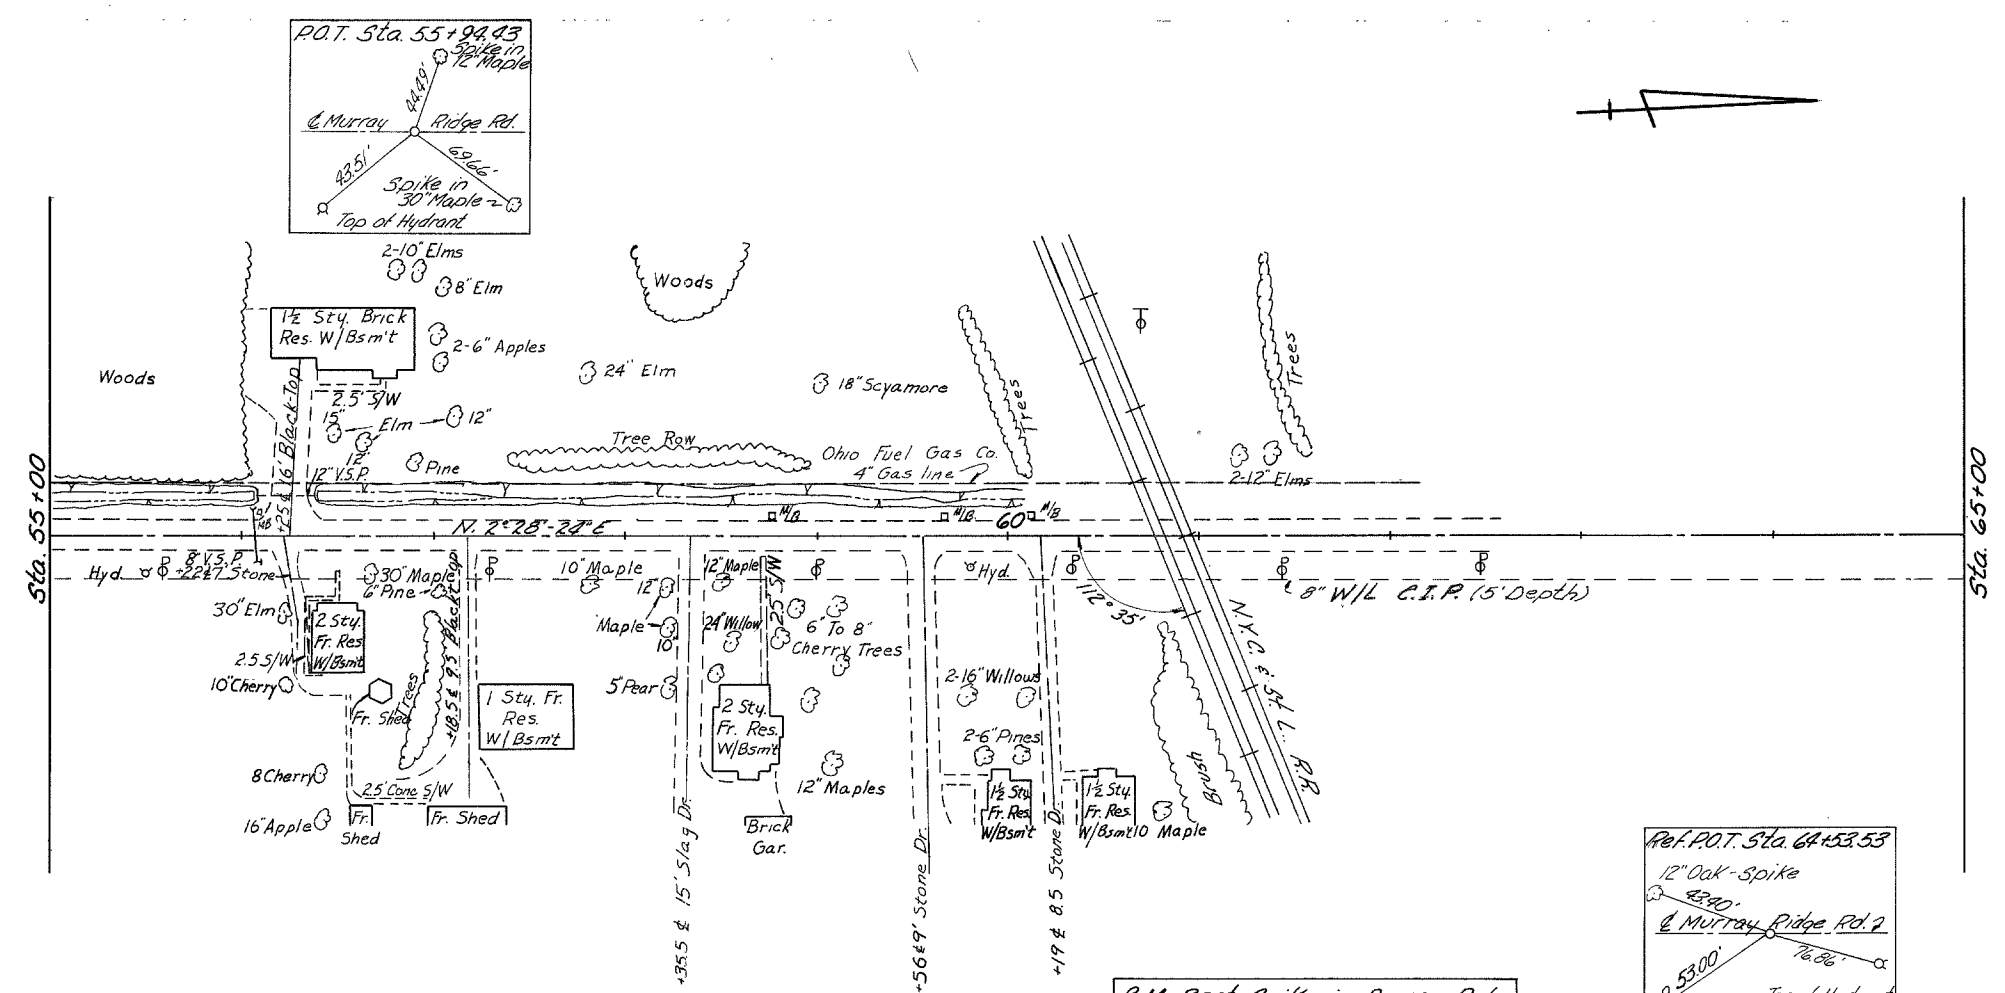 P.O.T. Sta. 55+94.43
Spike in
12"Maple
44.49'
℄ Murray Ridge Rd.
43.51'
69.66'
Spike in
30"Maple
Top of Hydrant
2-10" Elms
8" Elm
1½ Sty. Brick
Res. W/Bsm't
2-6" Apples
Woods
Woods
24" Elm
18" Scyamore
Trees
Trees
2.5' S/W
15"
Elm
12"
12"
Pine
12" V.S.P.
+25 ℄ 16' Black-Top
Tree Row
Ohio Fuel Gas Co.
4" Gas line
2-12" Elms
Sta. 55+00
Sta. 65+00
MB
M/B
M/B
60
M/B
N. 2°-28'-24" E
8" V.S.P.
Hyd.
+22 ℄ 7' Stone
30" Maple
6" Pine
10" Maple
12"
12" Maple
2.5' S/W
Hyd.
8" W/L C.I.P. (5' Depth)
112° 35'
30" Elm
2 Sty.
Fr. Res.
W/Bsm't
2.5 S/W
10" Cherry
Fr. Shed
Trees
+18.5 ℄ 9.5' Blacktop
1 Sty. Fr.
Res.
W/Bsm't
Maple
10"
24" Willow
6" To 8"
Cherry Trees
5" Pear
2 Sty.
Fr. Res.
W/Bsm't
2-16" Willows
2-6" Pines
N.Y.C. & St. L. R.R.
Brush
8 Cherry
2.5' Conc S/W
16" Apple
Fr.
Shed
Fr. Shed
12" Maples
Brick
Gar.
1½ Sty.
Fr. Res.
W/Bsm't
1½ Sty.
Fr. Res.
W/Bsm't
10 Maple
+35.5 ℄ 15' Slag Dr.
+56 ℄ 9' Stone Dr.
+19 ℄ 8.5 Stone Dr.
Ref. P.O.T. Sta. 64+53.53
12" Oak-Spike
43.40'
℄ Murray Ridge Rd.
53.00'
76.86'